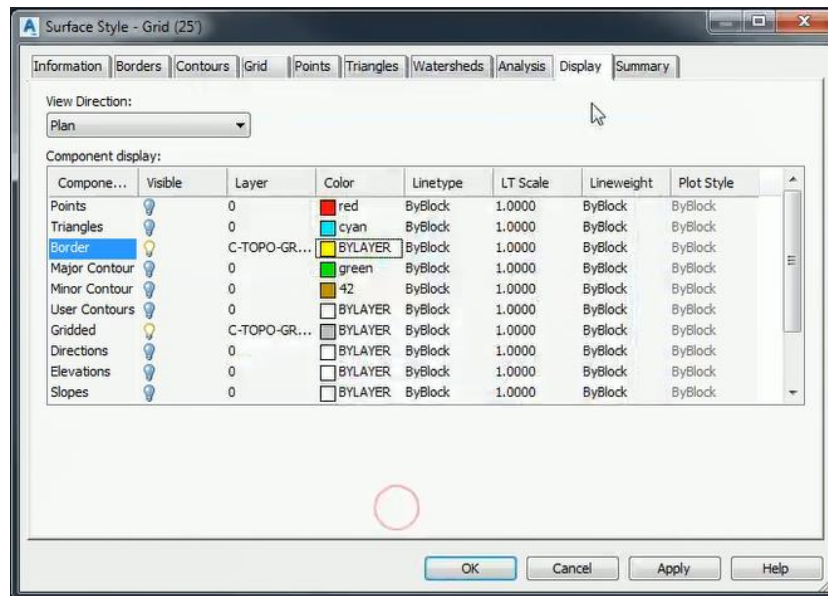 Surface Style - Grid (25')
Information Borders Contours Grid Points Triangles Watersheds Analysis Display Summary
View Direction:
Plan
Component display:
Compone... Visible Layer Color Linetype LT Scale Lineweight Plot Style
Points 0 red ByBlock 1.0000 ByBlock ByBlock
Triangles 0 cyan ByBlock 1.0000 ByBlock ByBlock
Border C-TOPO-GR... BYLAYER ByBlock 1.0000 ByBlock ByBlock
Major Contour 0 green ByBlock 1.0000 ByBlock ByBlock
Minor Contour 0 42 ByBlock 1.0000 ByBlock ByBlock
User Contours 0 BYLAYER ByBlock 1.0000 ByBlock ByBlock
Gridded C-TOPO-GR... BYLAYER ByBlock 1.0000 ByBlock ByBlock
Directions 0 BYLAYER ByBlock 1.0000 ByBlock ByBlock
Elevations 0 BYLAYER ByBlock 1.0000 ByBlock ByBlock
Slopes 0 BYLAYER ByBlock 1.0000 ByBlock ByBlock
OK Cancel Apply Help